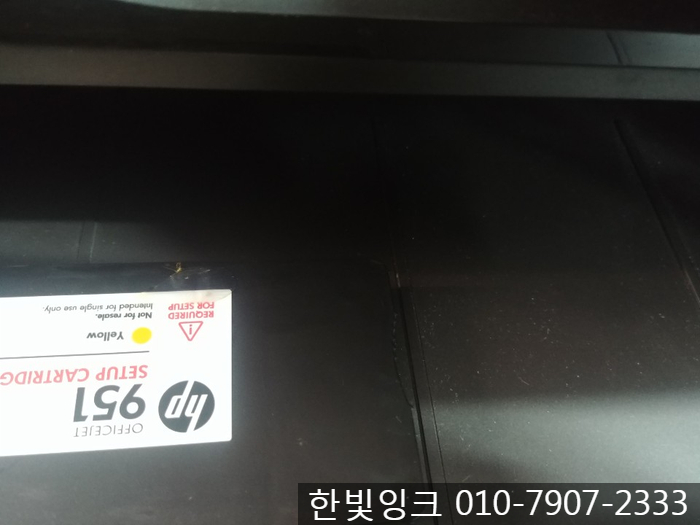 OFFICEJET
hp 951
SETUP CARTRIDG
Yellow
Not for resale.
Intended for single use only.
REQUIRED
FOR SETUP
한빛잉크 010-7907-2333